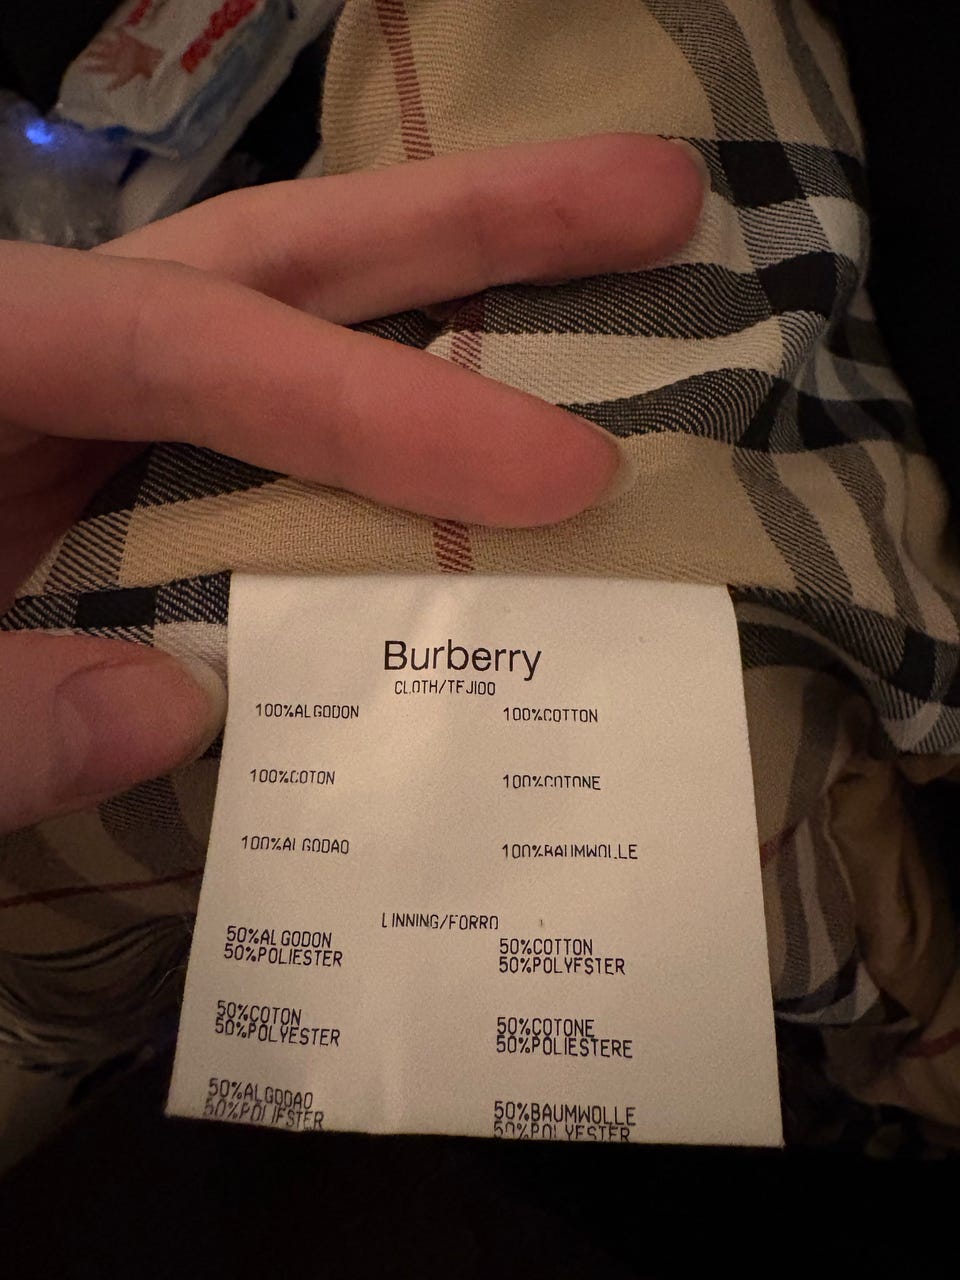 Burberry
CLOTH/TEJIDO
100%ALGODON 100%COTTON
100%COTON 100%COTONE
100%ALGODAO 100%BAUMWOLLE
LINNING/FORRO
50%ALGODON 50%COTTON
50%POLIESTER 50%POLYESTER
50%COTON 50%COTONE
50%POLYESTER 50%POLIESTERE
50%ALGODAO 50%BAUMWOLLE
50%POLIESTER 50%POLYESTER